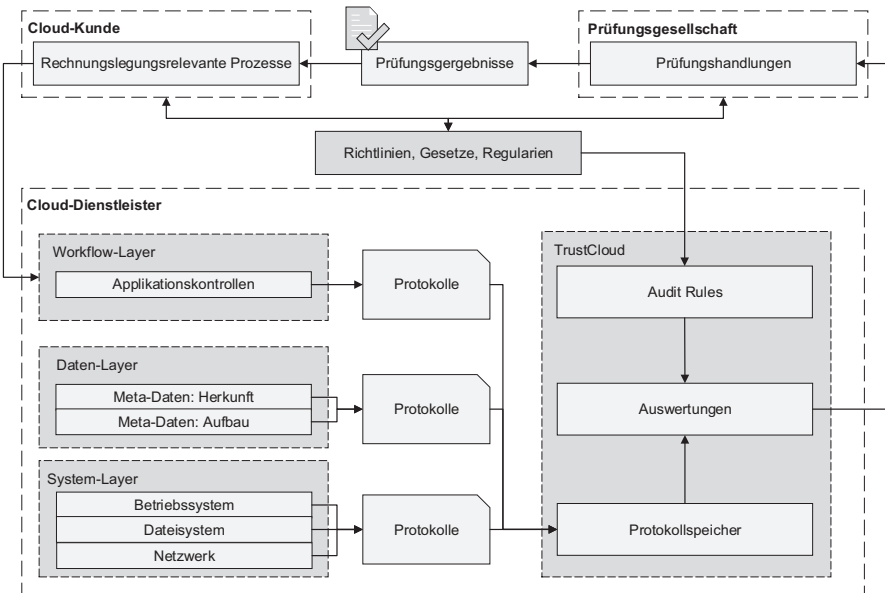 Cloud-Kunde
Rechnungslegungsrelevante Prozesse
Prüfungsgergebnisse
Prüfungsgesellschaft
Prüfungshandlungen
Richtlinien, Gesetze, Regularien
Cloud-Dienstleister
Workflow-Layer
Applikationskontrollen
Protokolle
Daten-Layer
Meta-Daten: Herkunft
Meta-Daten: Aufbau
Protokolle
System-Layer
Betriebssystem
Dateisystem
Netzwerk
Protokolle
TrustCloud
Audit Rules
Auswertungen
Protokollspeicher